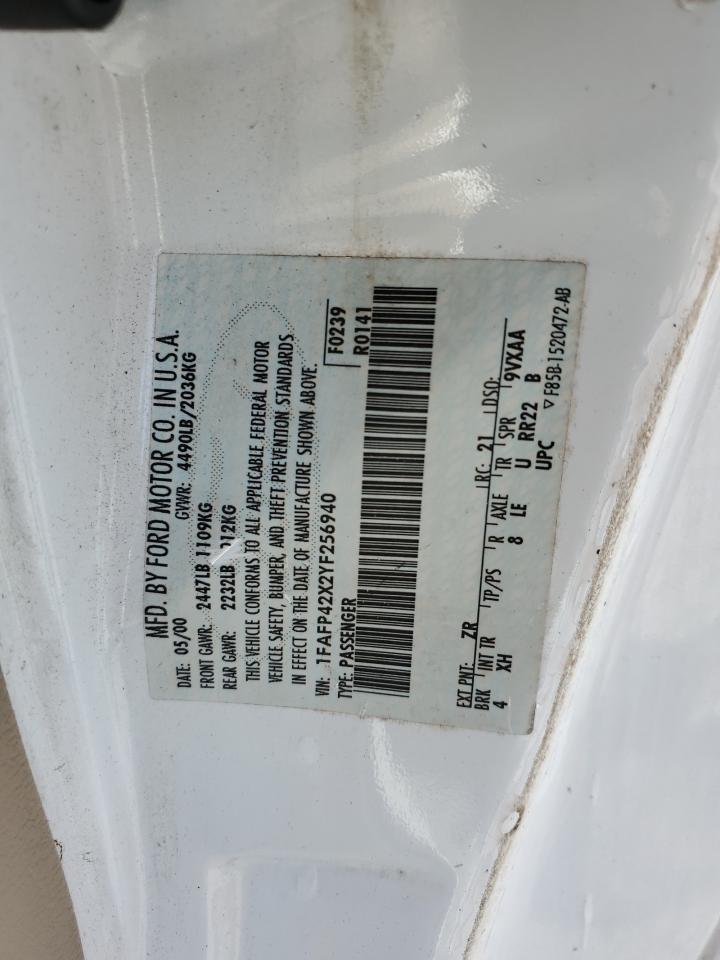 MFD. BY FORD MOTOR CO. IN U.S.A.
DATE: 05/00 GVWR: 4490LB/2036KG
FRONT GAWR: 2447LB 1109KG
REAR GAWR: 2232LB 1012KG
THIS VEHICLE CONFORMS TO ALL APPLICABLE FEDERAL MOTOR
VEHICLE SAFETY, BUMPER, AND THEFT PREVENTION STANDARDS
IN EFFECT ON THE DATE OF MANUFACTURE SHOWN ABOVE.
VIN: 1FAFP42X2YF256940 F0239
TYPE: PASSENGER R0141
EXT PNT: ZR RC: 21 DSO:
BRK INT TR TP/PS R AXLE TR SPR 9VXAA
4 XH 8 LE U RR22 B
UPC
▽ F85B-1520472-AB